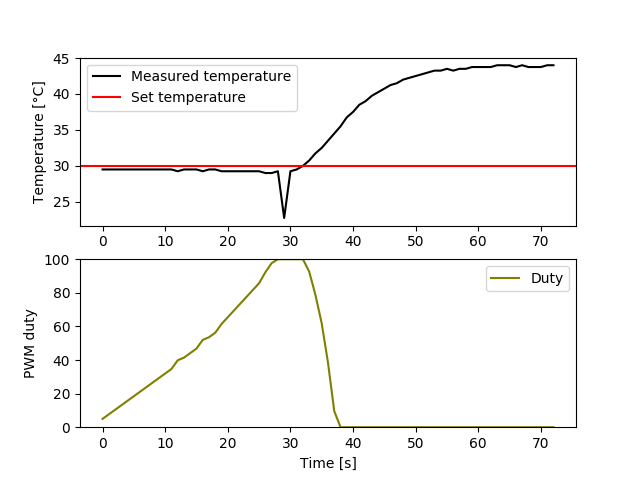 45
40
35
30
25
Temperature [°C]
Measured temperature
Set temperature
0 10 20 30 40 50 60 70
100
80
60
40
20
0
PWM duty
Duty
0 10 20 30 40 50 60 70
Time [s]